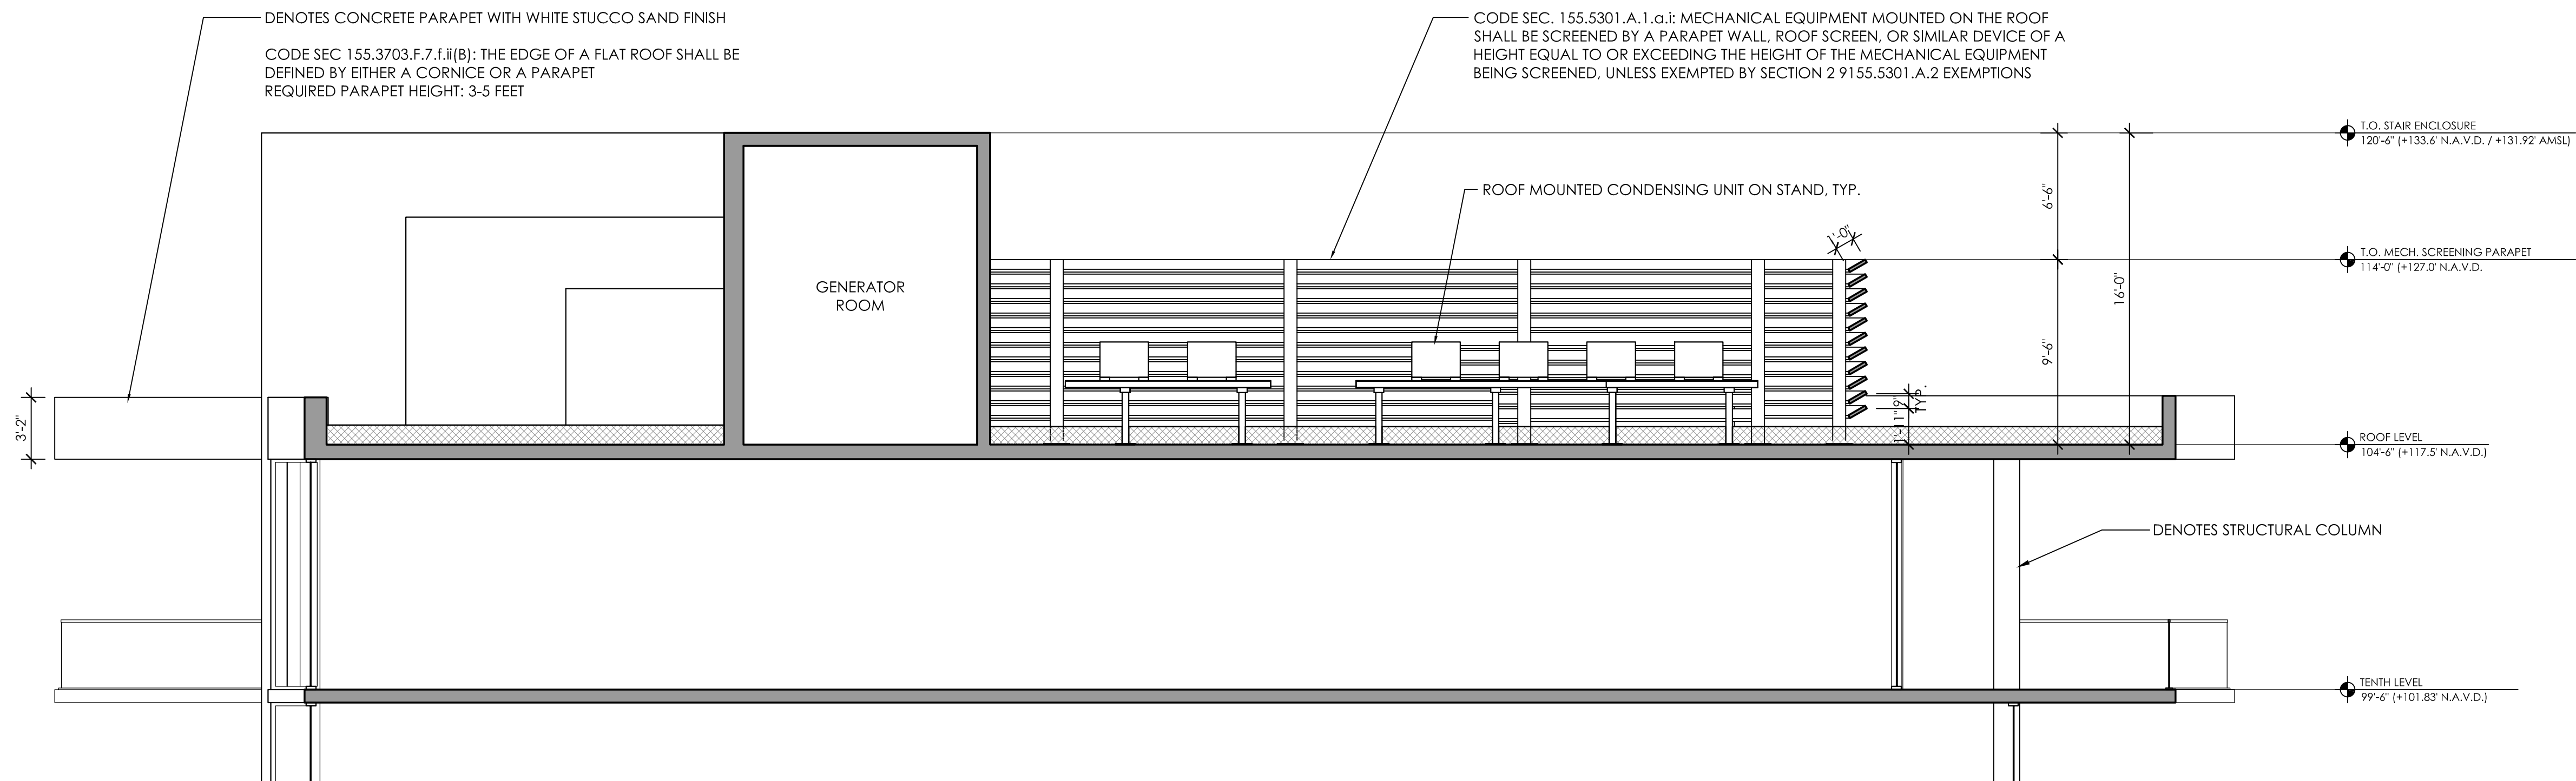 DENOTES CONCRETE PARAPET WITH WHITE STUCCO SAND FINISH
CODE SEC 155.3703.F.7.f.ii(B): THE EDGE OF A FLAT ROOF SHALL BE
DEFINED BY EITHER A CORNICE OR A PARAPET
REQUIRED PARAPET HEIGHT: 3-5 FEET
CODE SEC. 155.5301.A.1.a.i: MECHANICAL EQUIPMENT MOUNTED ON THE ROOF
SHALL BE SCREENED BY A PARAPET WALL, ROOF SCREEN, OR SIMILAR DEVICE OF A
HEIGHT EQUAL TO OR EXCEEDING THE HEIGHT OF THE MECHANICAL EQUIPMENT
BEING SCREENED, UNLESS EXEMPTED BY SECTION 2 9155.5301.A.2 EXEMPTIONS
T.O. STAIR ENCLOSURE
120'-6" (+133.6' N.A.V.D. / +131.92' AMSL)
ROOF MOUNTED CONDENSING UNIT ON STAND, TYP.
6'-6"
1'-0"
T.O. MECH. SCREENING PARAPET
114'-0" (+127.0' N.A.V.D.
GENERATOR
ROOM
16'-0"
9'-6"
3'-2"
9"
TYP.
1'-11"
ROOF LEVEL
104'-6" (+117.5' N.A.V.D.)
DENOTES STRUCTURAL COLUMN
TENTH LEVEL
99'-6" (+101.83' N.A.V.D.)